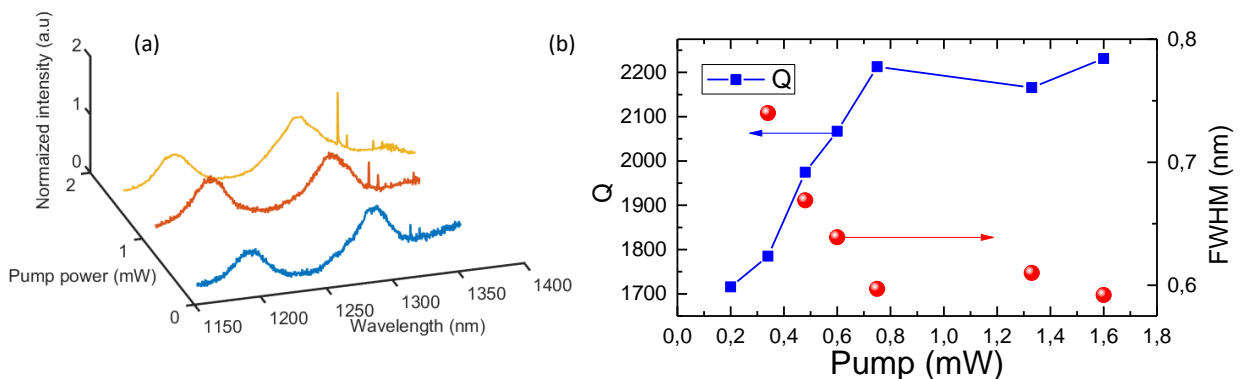 (a)
Normaized intensity (a.u)
2
1
0
2
1
0
Pump power (mW)
1150
1200
1250
1300
1350
1400
Wavelength (nm)
(b)
Q
2200
2100
2000
1900
1800
1700
Q
0,8
0,7
0,6
FWHM (nm)
0,0 0,2 0,4 0,6 0,8 1,0 1,2 1,4 1,6 1,8
Pump (mW)